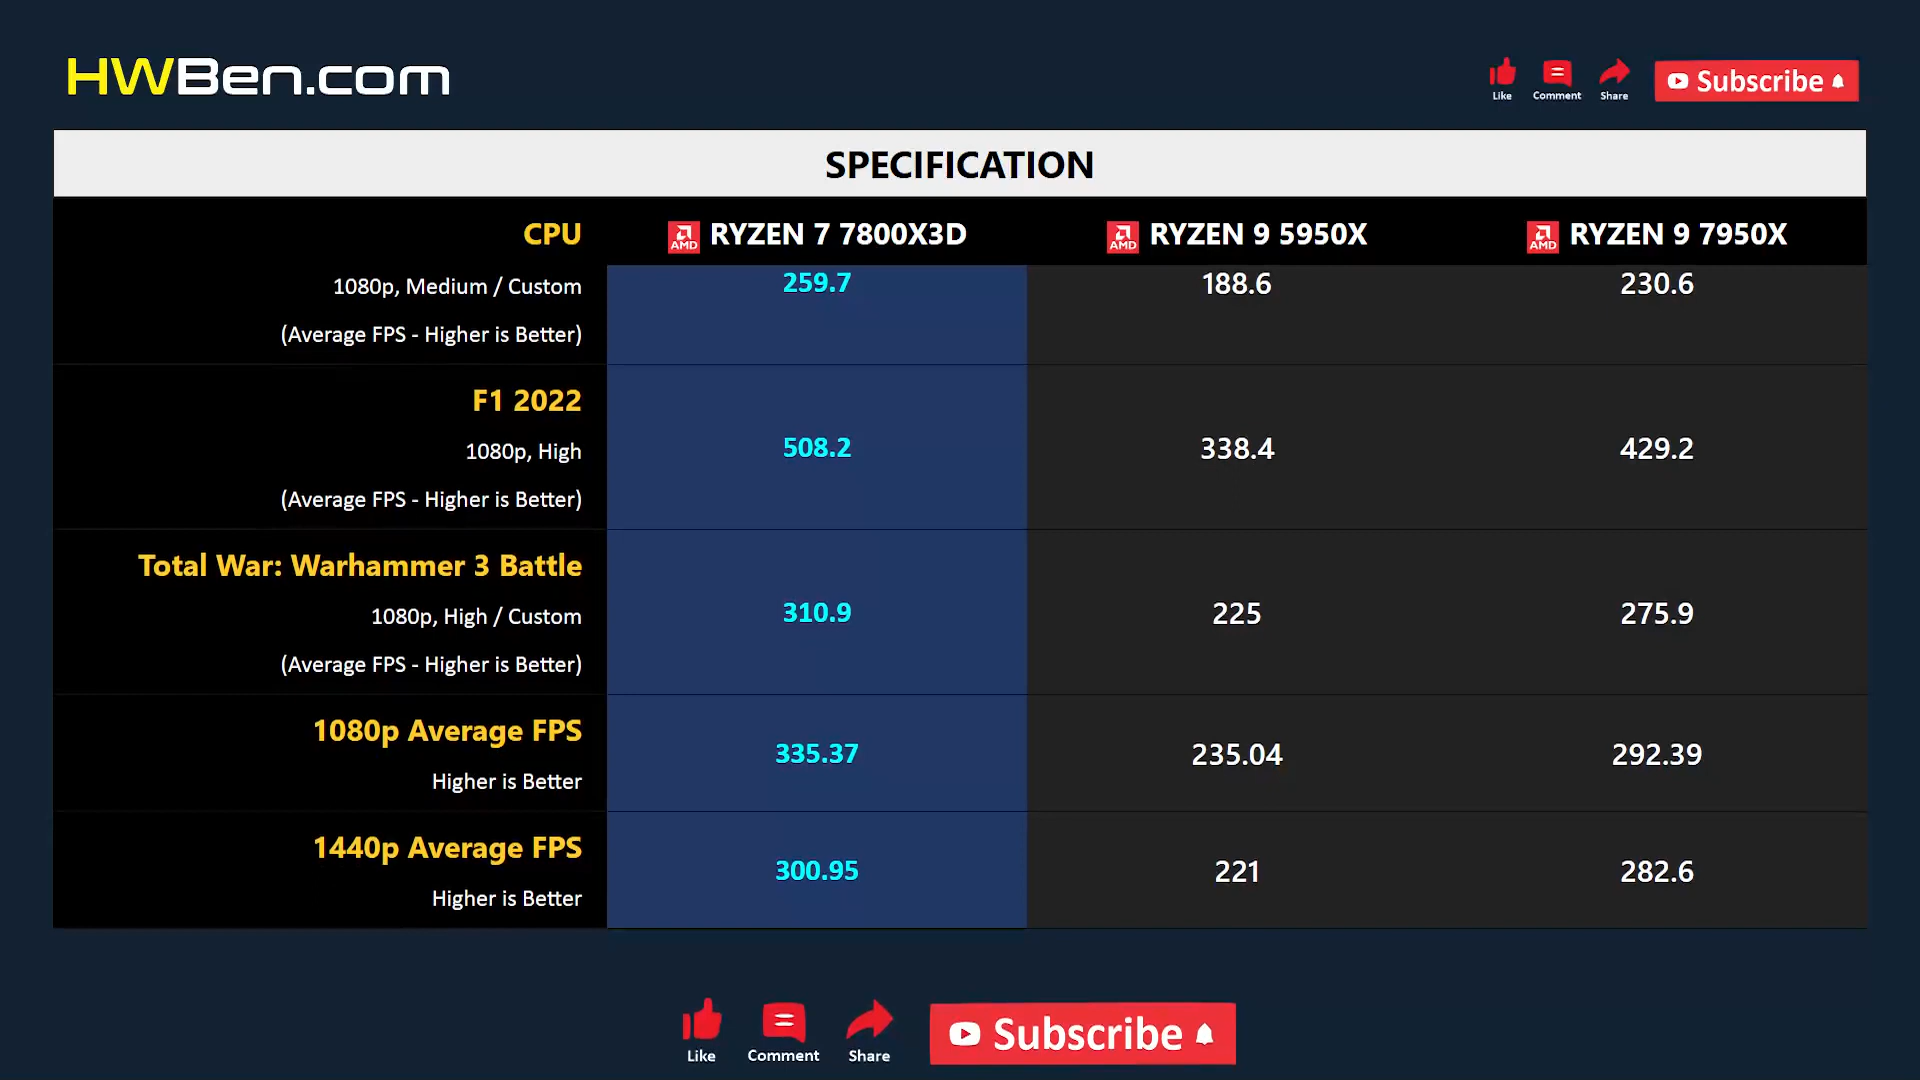 HWBen.com
Like Comment Share Subscribe
SPECIFICATION
CPU AMD RYZEN 7 7800X3D AMD RYZEN 9 5950X AMD RYZEN 9 7950X
1080p, Medium / Custom 259.7 188.6 230.6
(Average FPS - Higher is Better)
F1 2022
1080p, High 508.2 338.4 429.2
(Average FPS - Higher is Better)
Total War: Warhammer 3 Battle
1080p, High / Custom 310.9 225 275.9
(Average FPS - Higher is Better)
1080p Average FPS 335.37 235.04 292.39
Higher is Better
1440p Average FPS 300.95 221 282.6
Higher is Better
Like Comment Share Subscribe